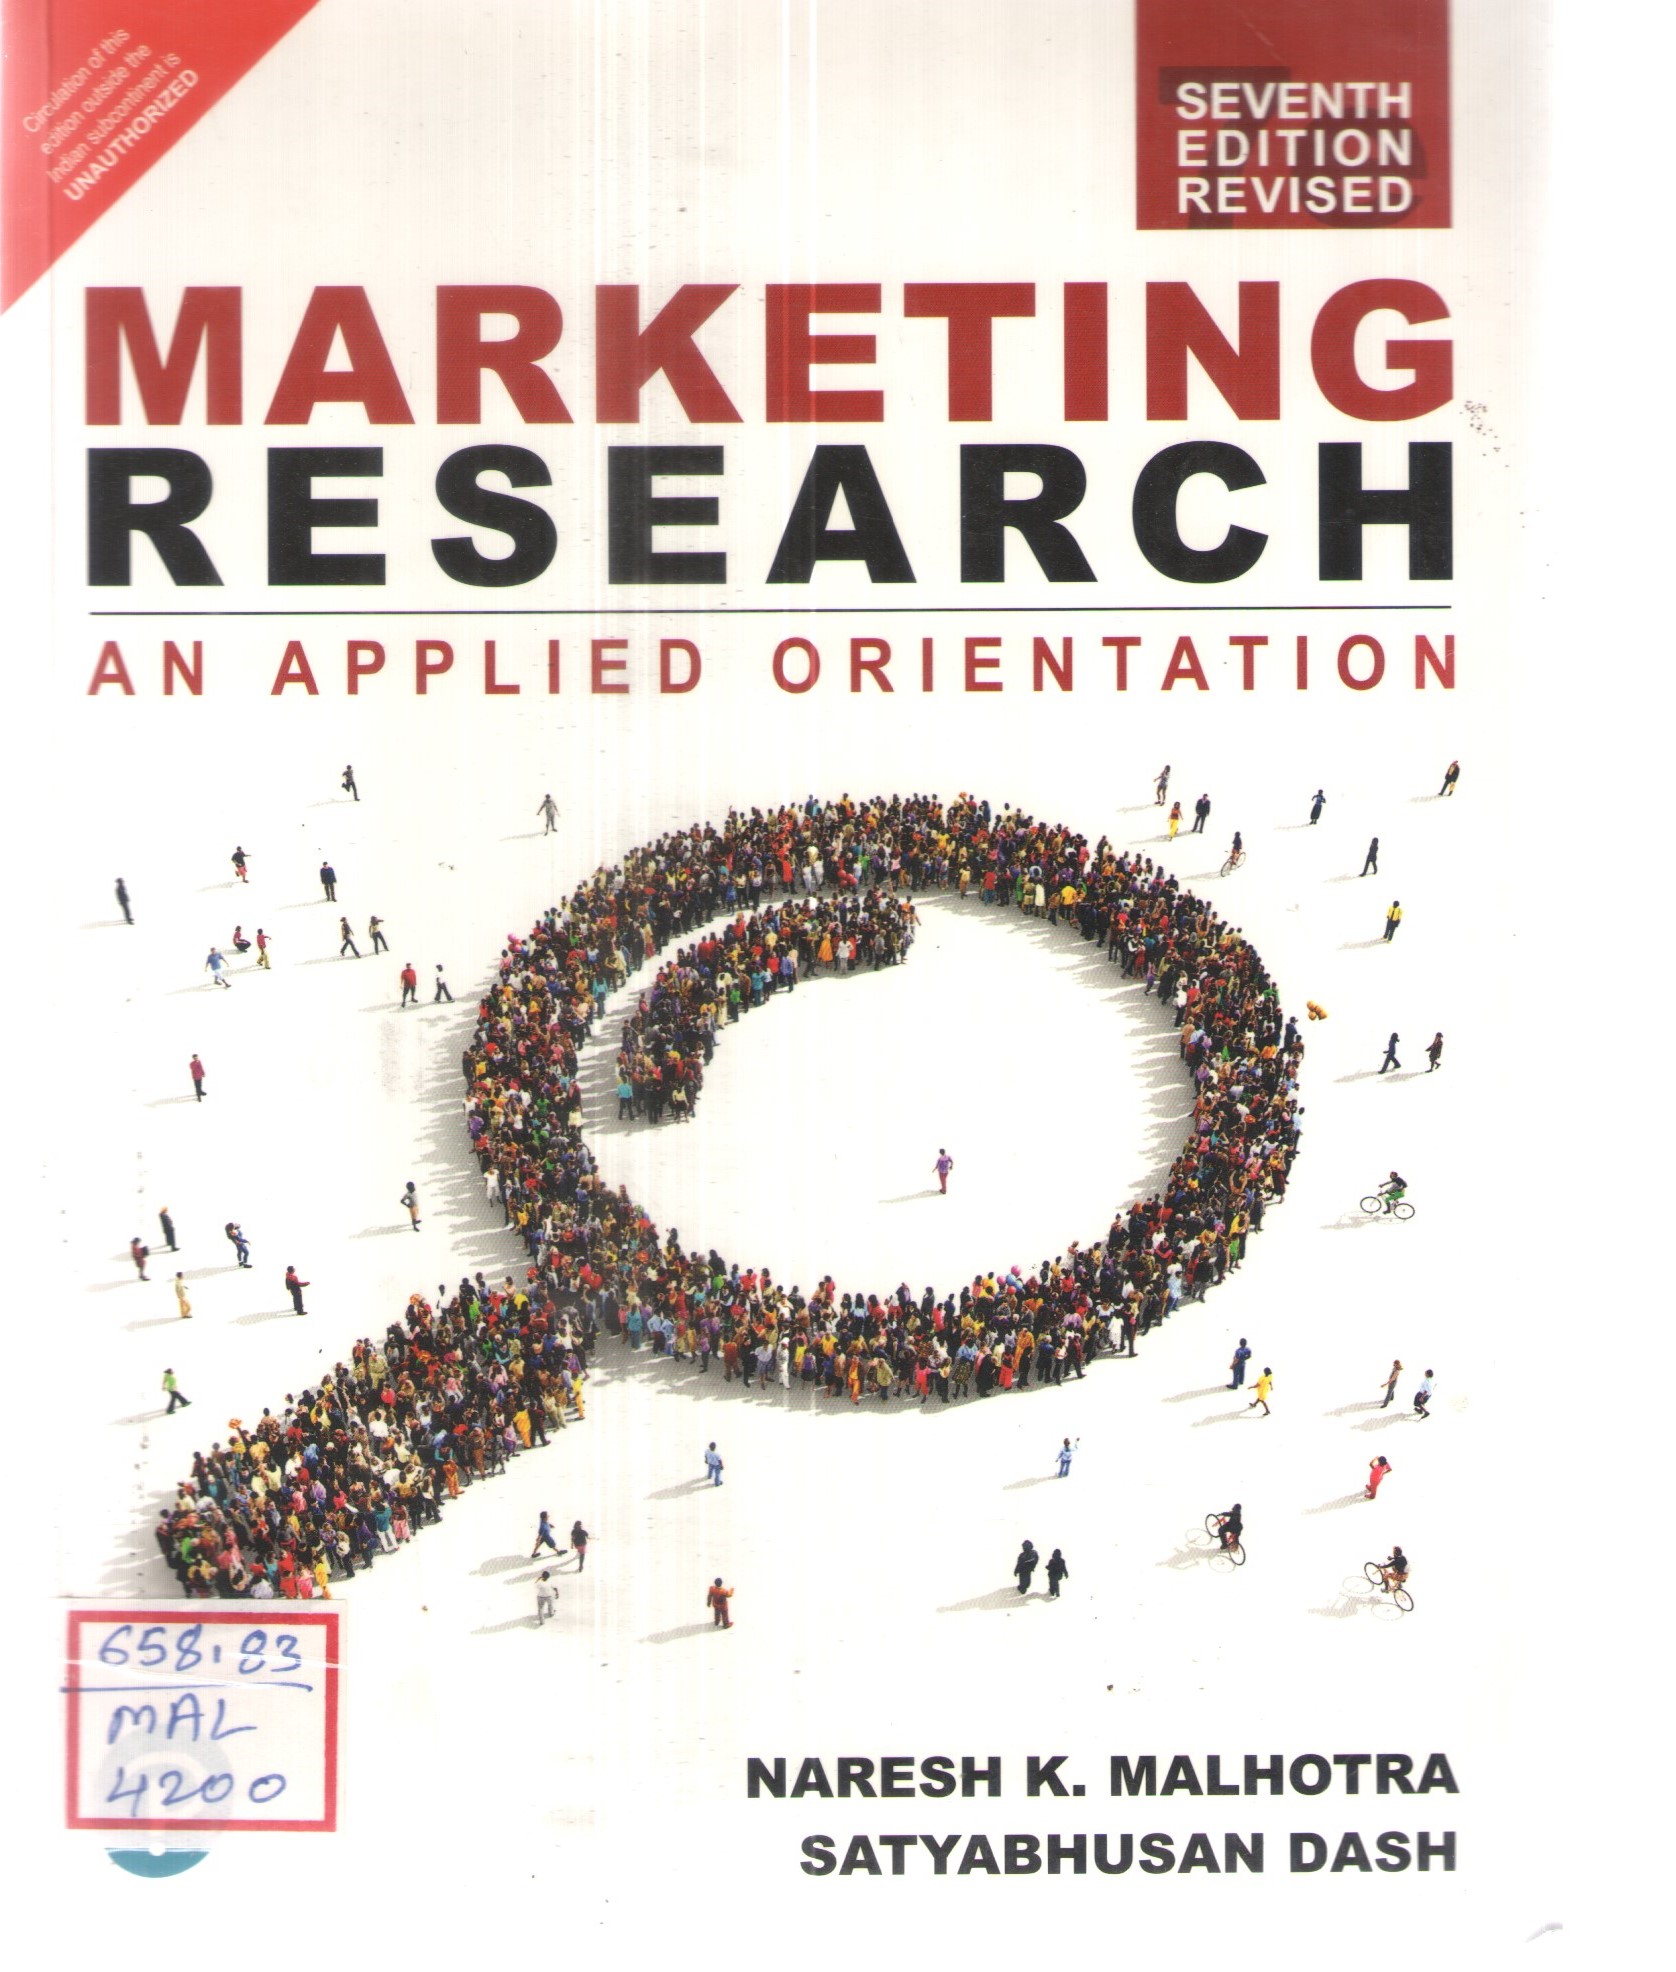 Circulation of this
edition outside the
Indian subcontinent is
UNAUTHORIZED
SEVENTH
EDITION
REVISED
MARKETING
RESEARCH
AN APPLIED ORIENTATION
658.83
MAL
4200
NARESH K. MALHOTRA
SATYABHUSAN DASH